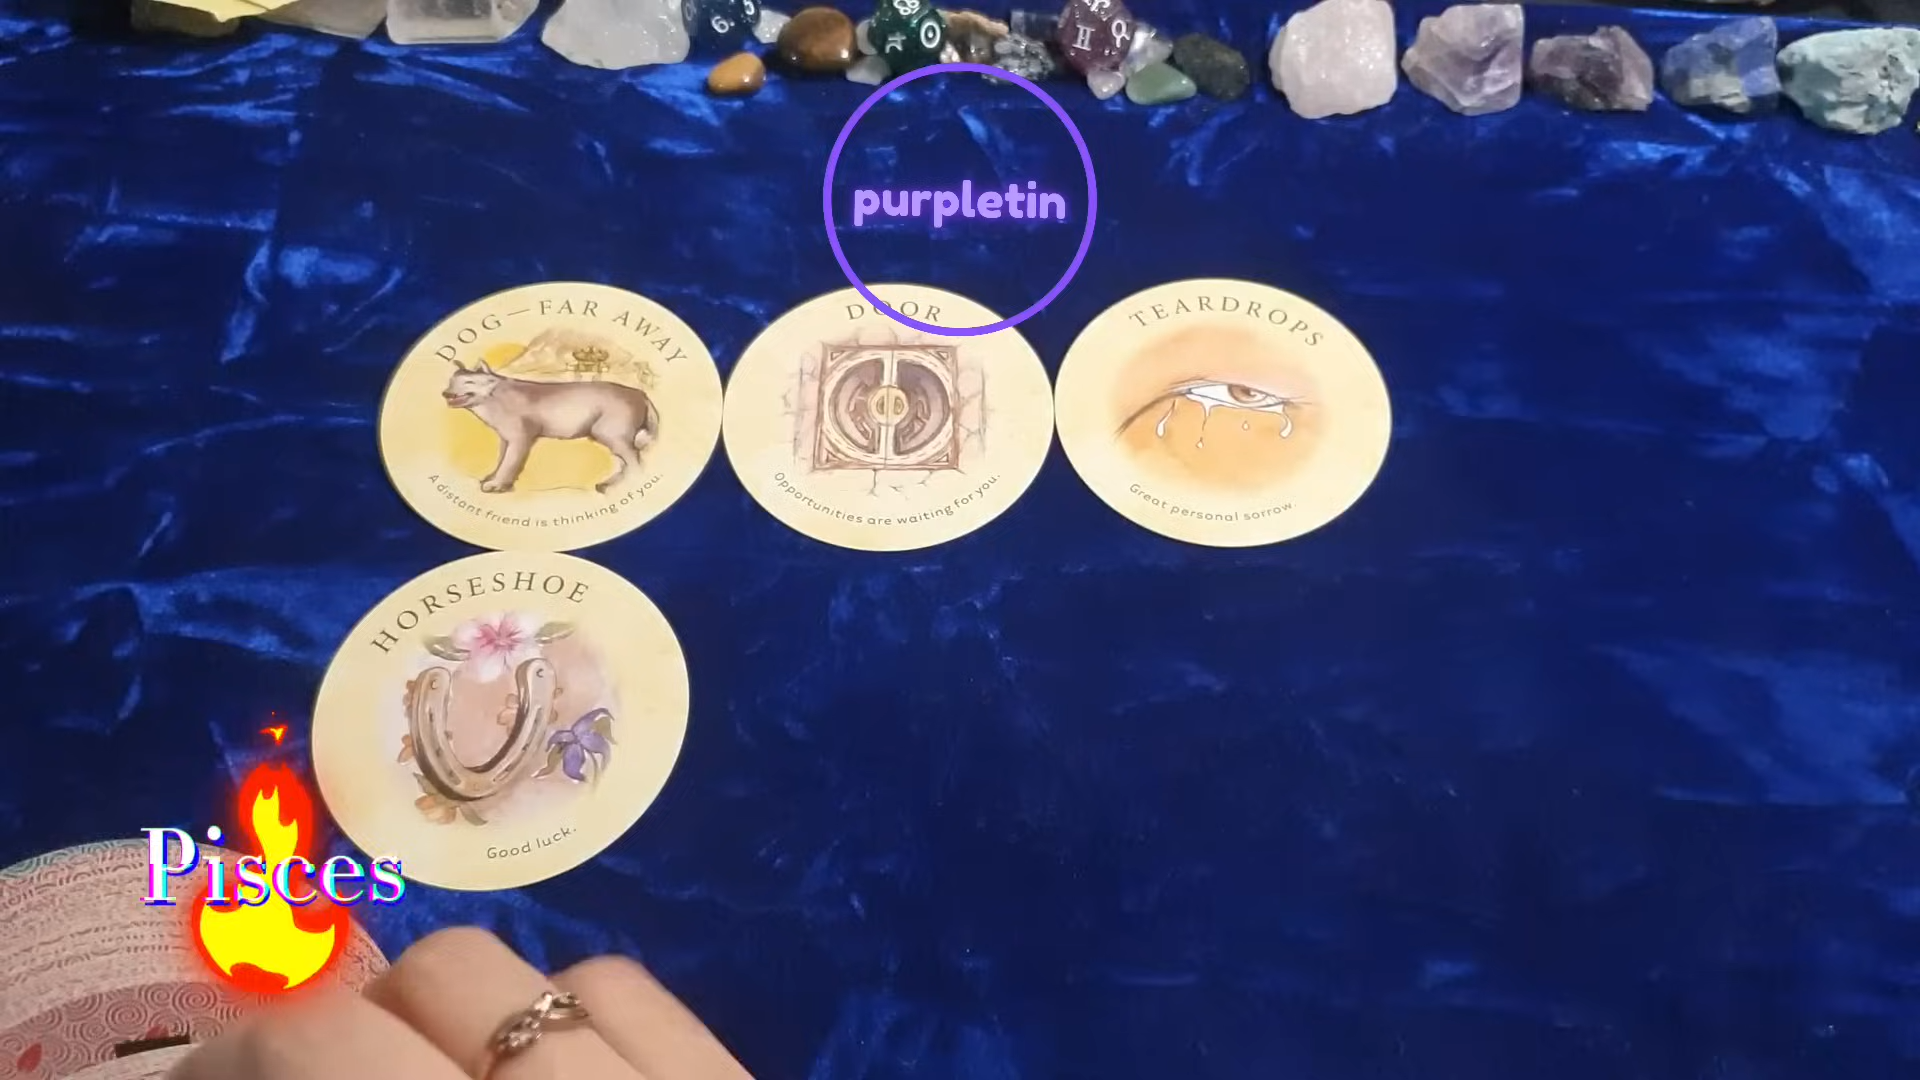 purpletin
DOG—FAR AWAY
A distant friend is thinking of you.
DOOR
Opportunities are waiting for you.
TEARDROPS
Great personal sorrow.
HORSESHOE
Good luck.
Pisces